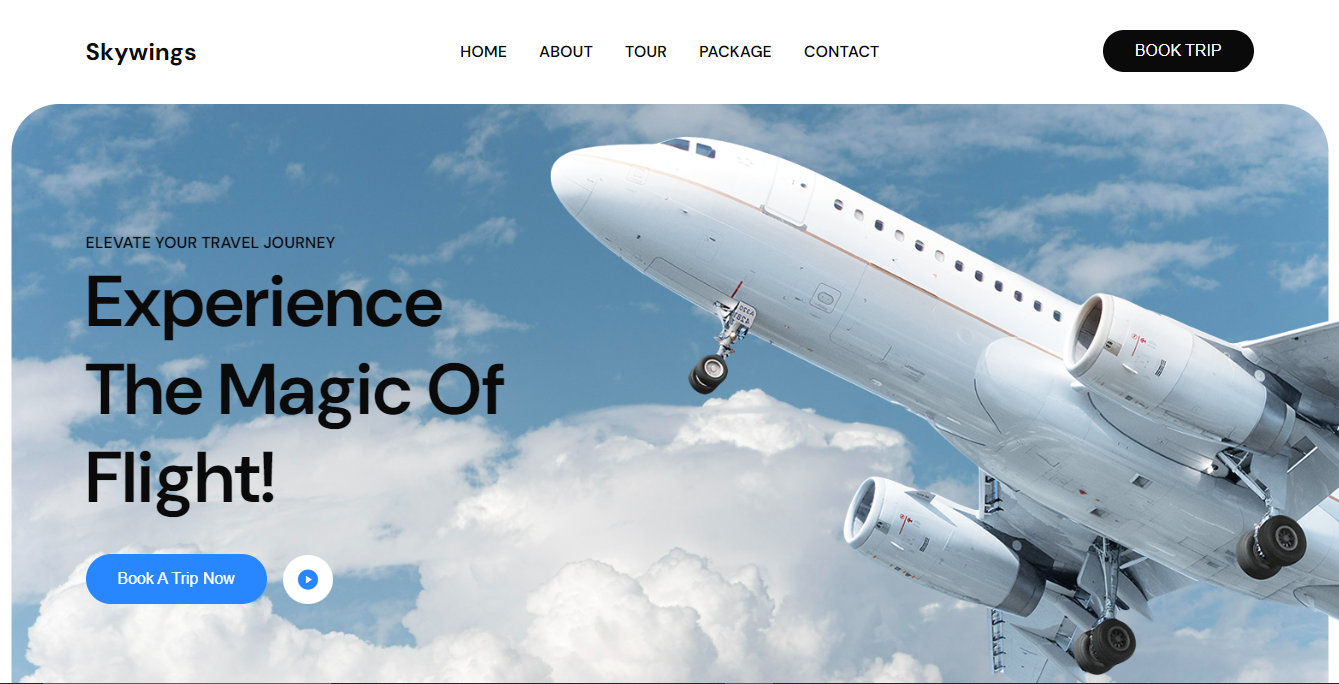 Skywings
HOME
ABOUT
TOUR
PACKAGE
CONTACT
BOOK TRIP
ELEVATE YOUR TRAVEL JOURNEY
Experience
The Magic Of
Flight!
Book A Trip Now